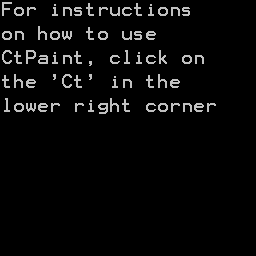 For instructions
on how to use
CtPaint, click on
the 'Ct' in the
lower right corner